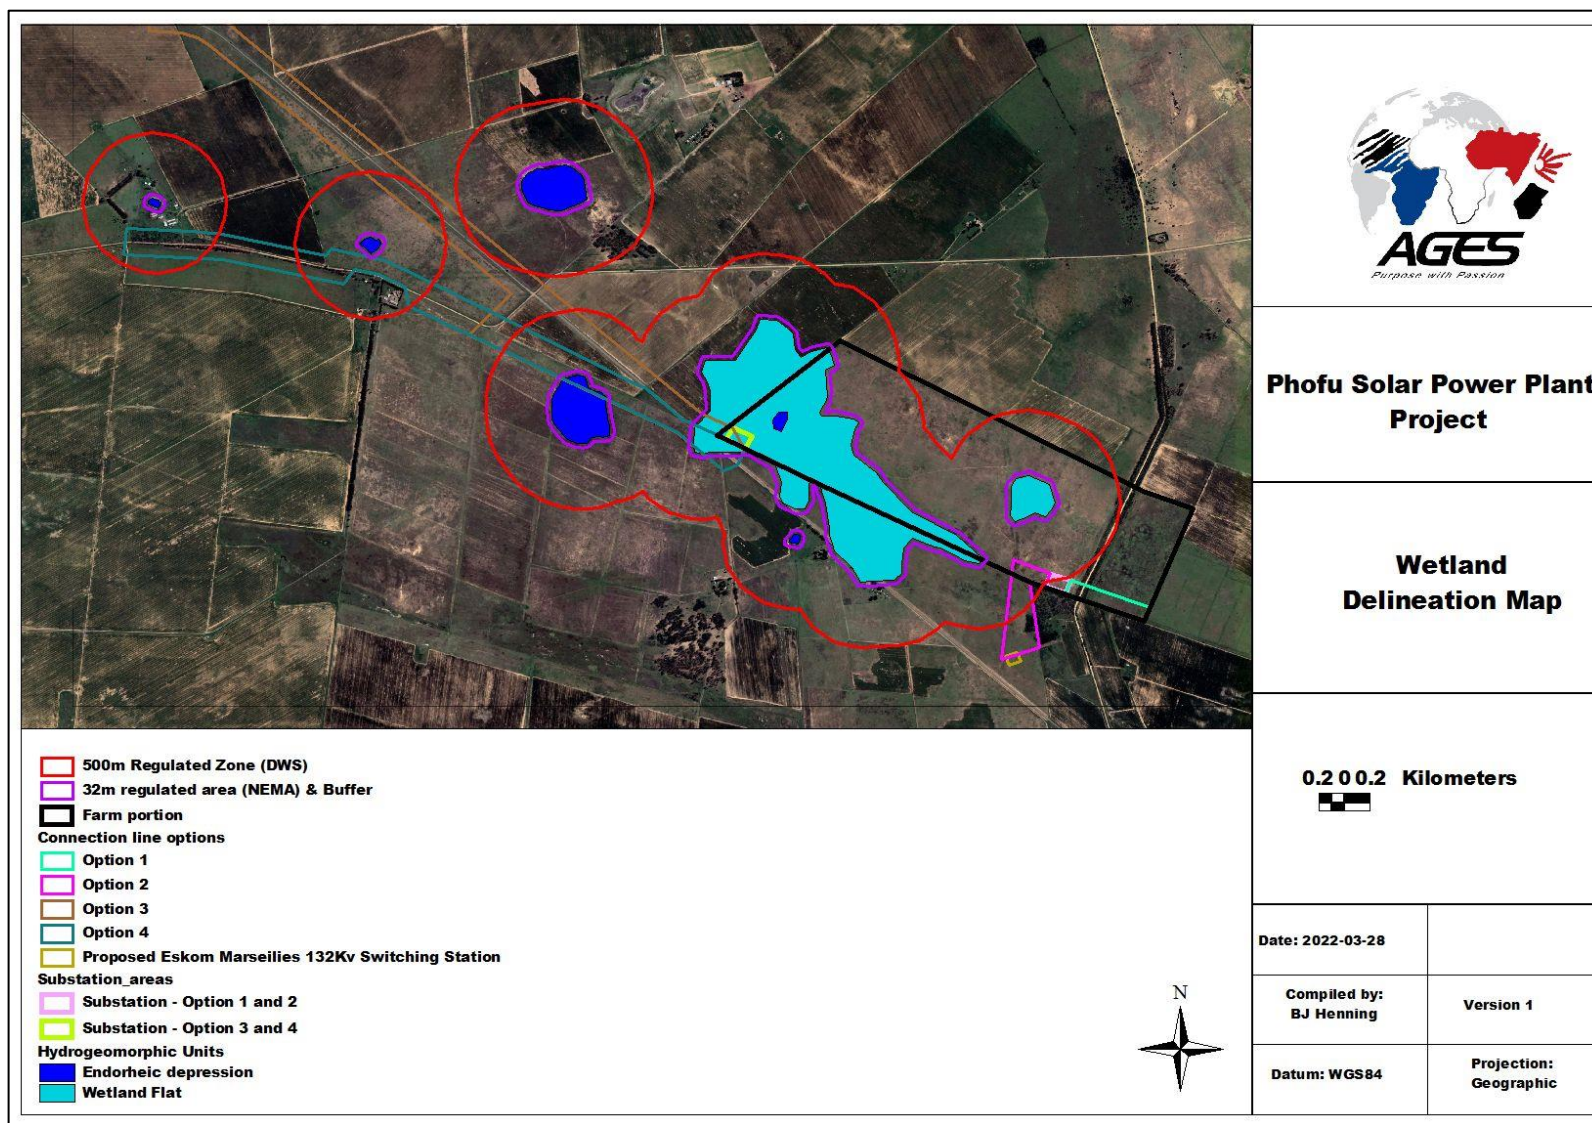 AGES
Purpose with Passion
Phofu Solar Power Plant
Project
Wetland
Delineation Map
0.2 0 0.2 Kilometers
Date: 2022-03-28
Compiled by:
BJ Henning
Version 1
Datum: WGS84
Projection:
Geographic
500m Regulated Zone (DWS)
32m regulated area (NEMA) & Buffer
Farm portion
Connection line options
Option 1
Option 2
Option 3
Option 4
Proposed Eskom Marseilies 132Kv Switching Station
Substation_areas
Substation - Option 1 and 2
Substation - Option 3 and 4
Hydrogeomorphic Units
Endorheic depression
Wetland Flat
N